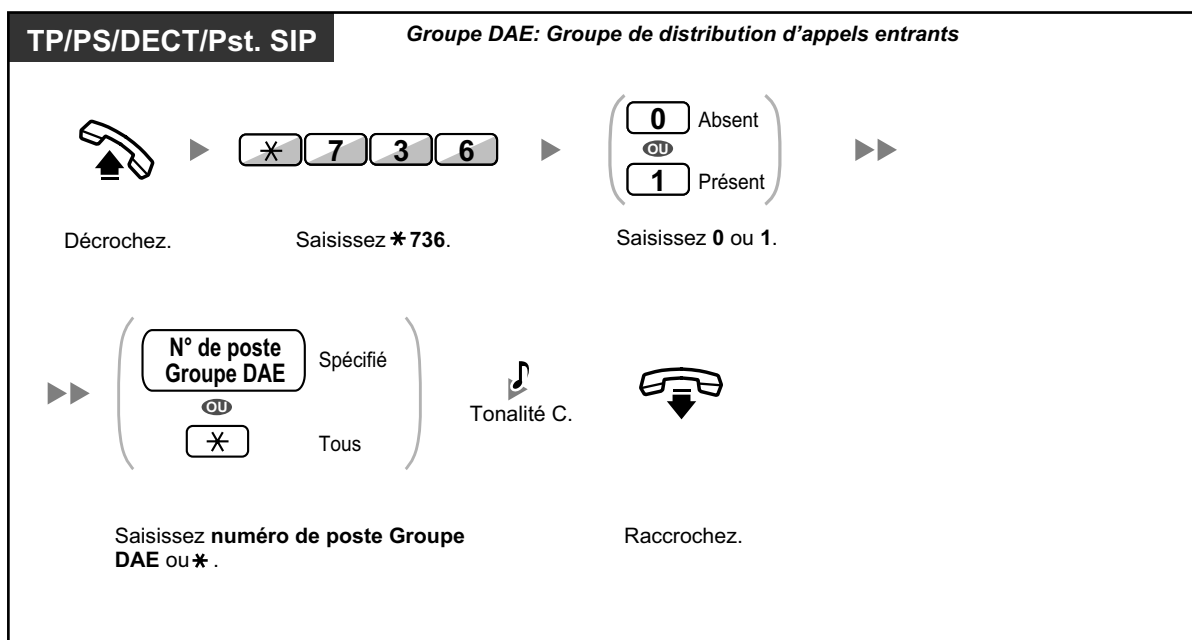 TP/PS/DECT/Pst. SIP
Groupe DAE: Groupe de distribution d’appels entrants
0 Absent
OU
1 Présent
* 7 3 6
Décrochez.
Saisissez * 736.
Saisissez 0 ou 1.
N° de poste
Groupe DAE
Spécifié
OU
* Tous
Tonalité C.
Saisissez numéro de poste Groupe
DAE ou * .
Raccrochez.